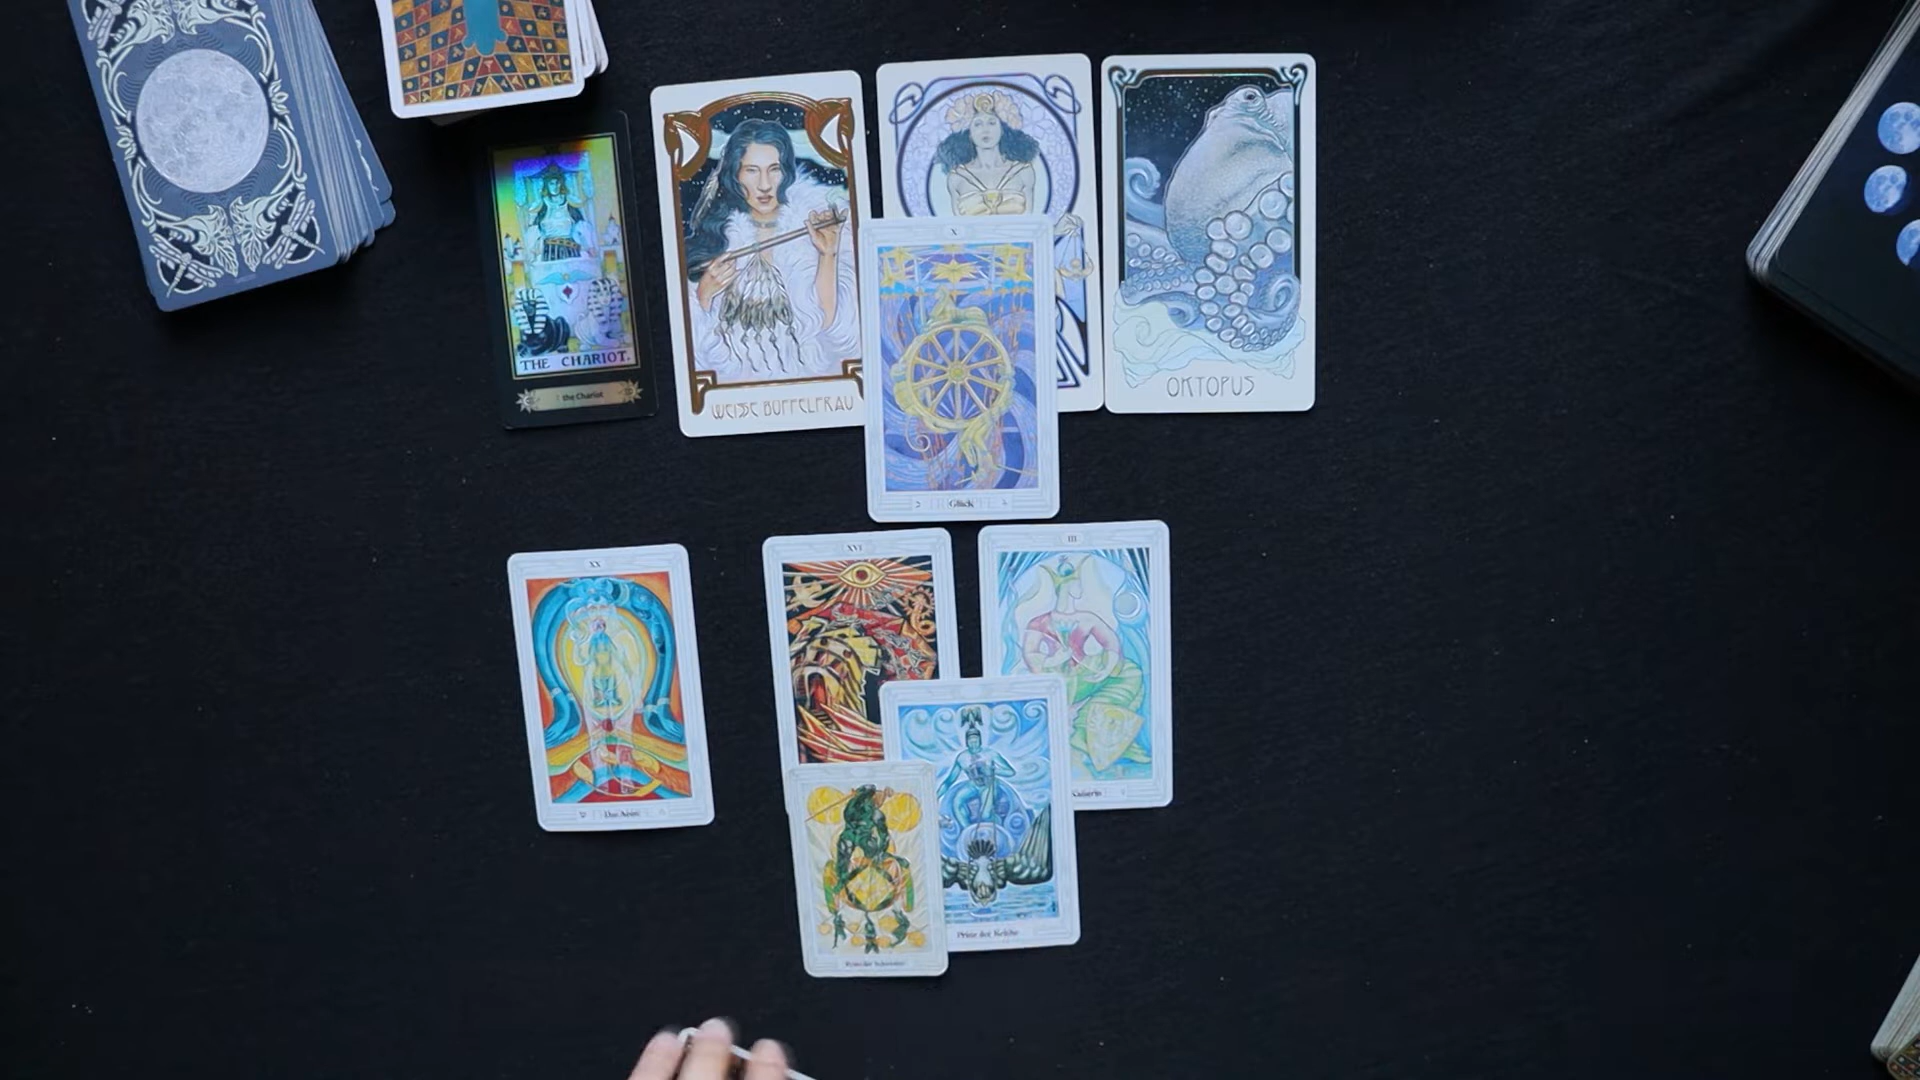 THE CHARIOT.
the Chariot
WEISSE BÜFFELFRAU
X
OKTOPUS
Glück
XX
XVI
III
Das Aeon
Kaiserin
Prinz der Kelche